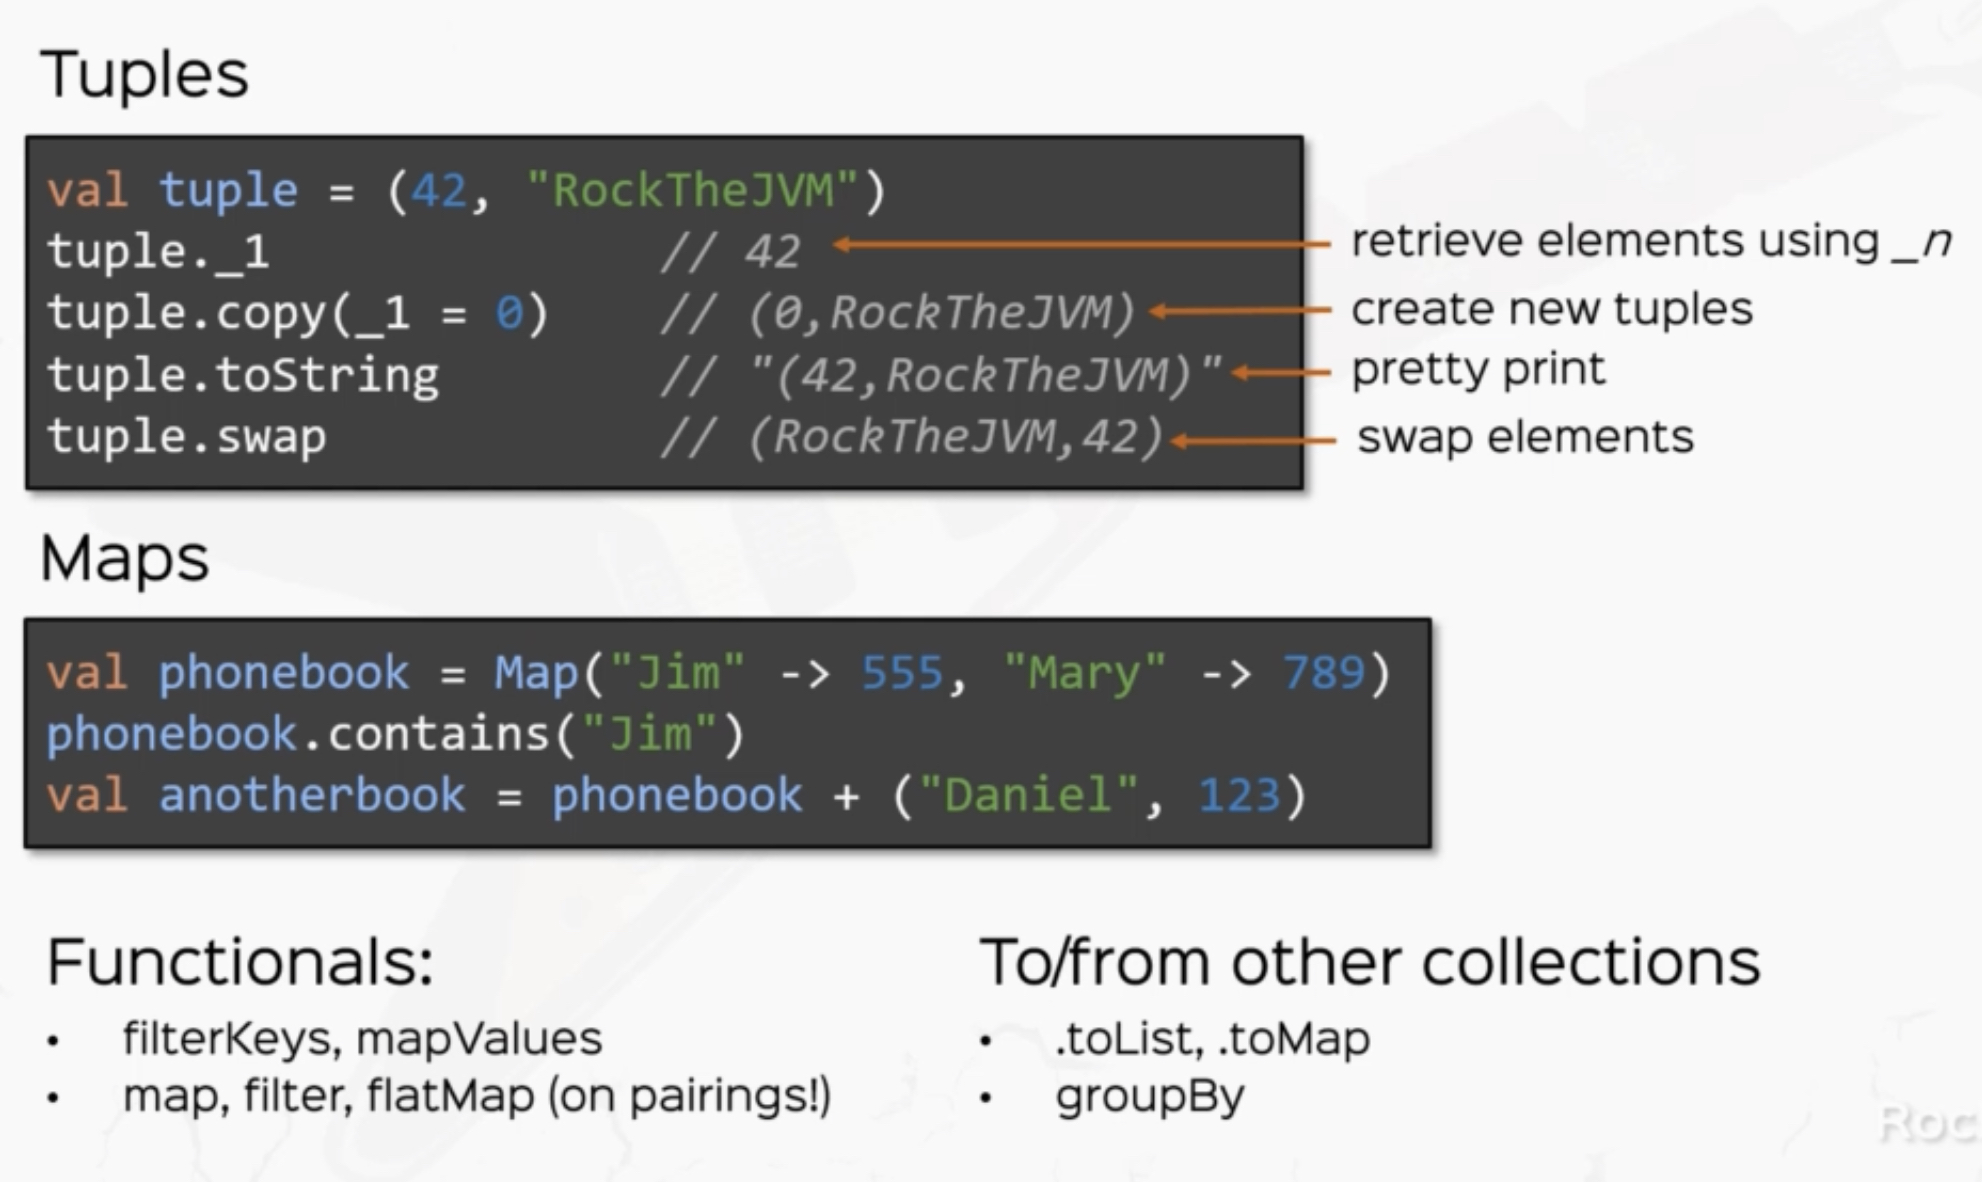 Tuples
val tuple = (42, "RockTheJVM")
tuple._1 // 42 retrieve elements using _n
tuple.copy(_1 = 0) // (0,RockTheJVM) create new tuples
tuple.toString // "(42,RockTheJVM)" pretty print
tuple.swap // (RockTheJVM,42) swap elements
Maps
val phonebook = Map("Jim" -> 555, "Mary" -> 789)
phonebook.contains("Jim")
val anotherbook = phonebook + ("Daniel", 123)
Functionals:
• filterKeys, mapValues
• map, filter, flatMap (on pairings!)
To/from other collections
• .toList, .toMap
• groupBy
Roc